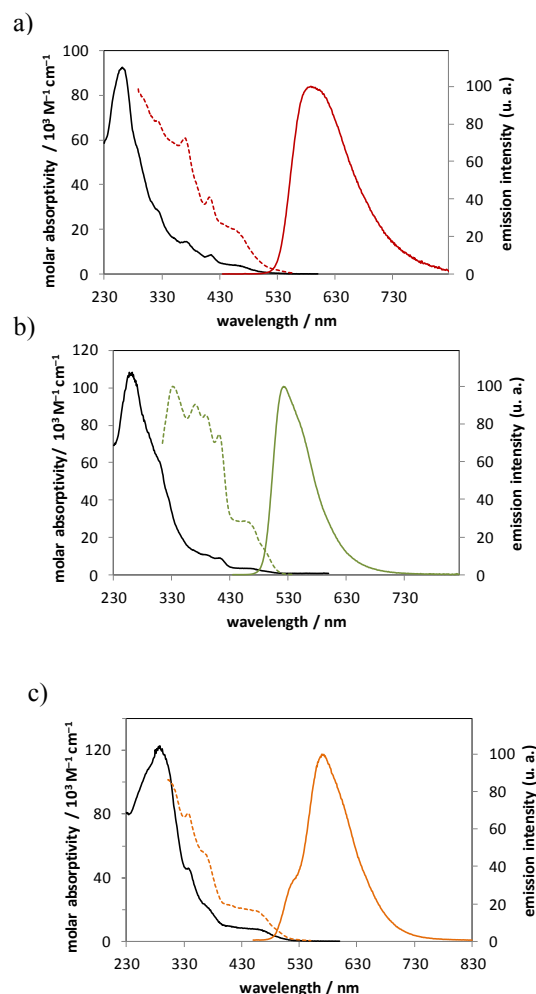 a)
molar absorptivity / 10³ M⁻¹ cm⁻¹
100
80
60
40
20
0
100
80
60
40
20
0
emission intensity (u. a.)
230 330 430 530 630 730
wavelength / nm
b)
molar absorptivity/ 10³ M⁻¹ cm⁻¹
120
100
80
60
40
20
0
100
80
60
40
20
0
emission intensity (u. a.)
230 330 430 530 630 730
wavelength / nm
c)
molar absorptivity / 10³ M⁻¹ cm⁻¹
120
80
40
0
100
80
60
40
20
0
emission intensity (u. a.)
230 330 430 530 630 730 830
wavelength / nm